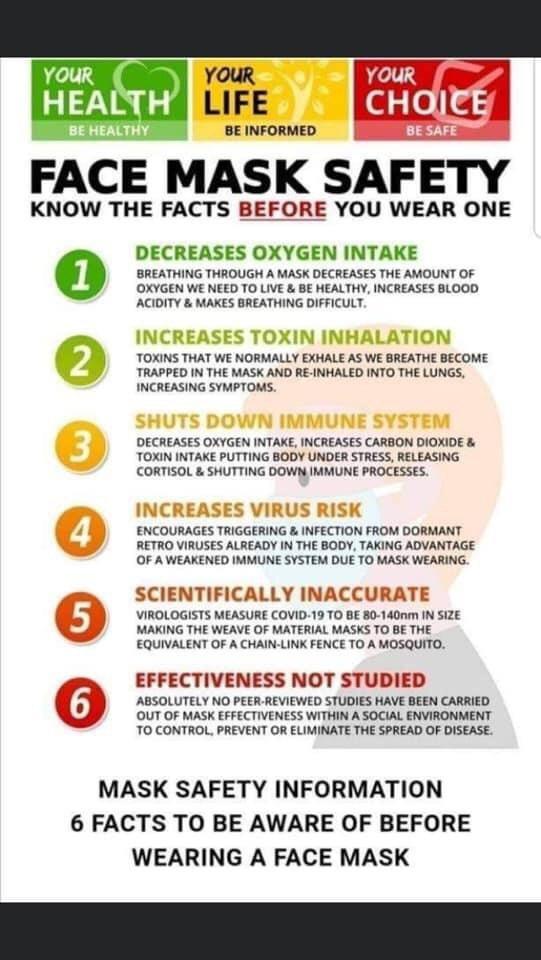 YOUR
HEALTH
BE HEALTHY
YOUR
LIFE
BE INFORMED
YOUR
CHOICE
BE SAFE
FACE MASK SAFETY
KNOW THE FACTS BEFORE YOU WEAR ONE
1
DECREASES OXYGEN INTAKE
BREATHING THROUGH A MASK DECREASES THE AMOUNT OF
OXYGEN WE NEED TO LIVE & BE HEALTHY, INCREASES BLOOD
ACIDITY & MAKES BREATHING DIFFICULT.
2
INCREASES TOXIN INHALATION
TOXINS THAT WE NORMALLY EXHALE AS WE BREATHE BECOME
TRAPPED IN THE MASK AND RE-INHALED INTO THE LUNGS,
INCREASING SYMPTOMS.
3
SHUTS DOWN IMMUNE SYSTEM
DECREASES OXYGEN INTAKE, INCREASES CARBON DIOXIDE &
TOXIN INTAKE PUTTING BODY UNDER STRESS, RELEASING
CORTISOL & SHUTTING DOWN IMMUNE PROCESSES.
4
INCREASES VIRUS RISK
ENCOURAGES TRIGGERING & INFECTION FROM DORMANT
RETRO VIRUSES ALREADY IN THE BODY, TAKING ADVANTAGE
OF A WEAKENED IMMUNE SYSTEM DUE TO MASK WEARING.
5
SCIENTIFICALLY INACCURATE
VIROLOGISTS MEASURE COVID-19 TO BE 80-140nm IN SIZE
MAKING THE WEAVE OF MATERIAL MASKS TO BE THE
EQUIVALENT OF A CHAIN-LINK FENCE TO A MOSQUITO.
6
EFFECTIVENESS NOT STUDIED
ABSOLUTELY NO PEER-REVIEWED STUDIES HAVE BEEN CARRIED
OUT OF MASK EFFECTIVENESS WITHIN A SOCIAL ENVIRONMENT
TO CONTROL, PREVENT OR ELIMINATE THE SPREAD OF DISEASE.
MASK SAFETY INFORMATION
6 FACTS TO BE AWARE OF BEFORE
WEARING A FACE MASK